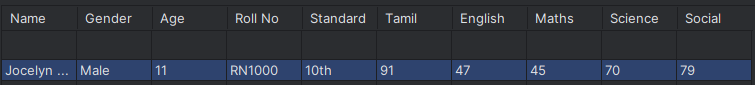 Name Gender Age Roll No Standard Tamil English Maths Science Social
Jocelyn ... Male 11 RN1000 10th 91 47 45 70 79